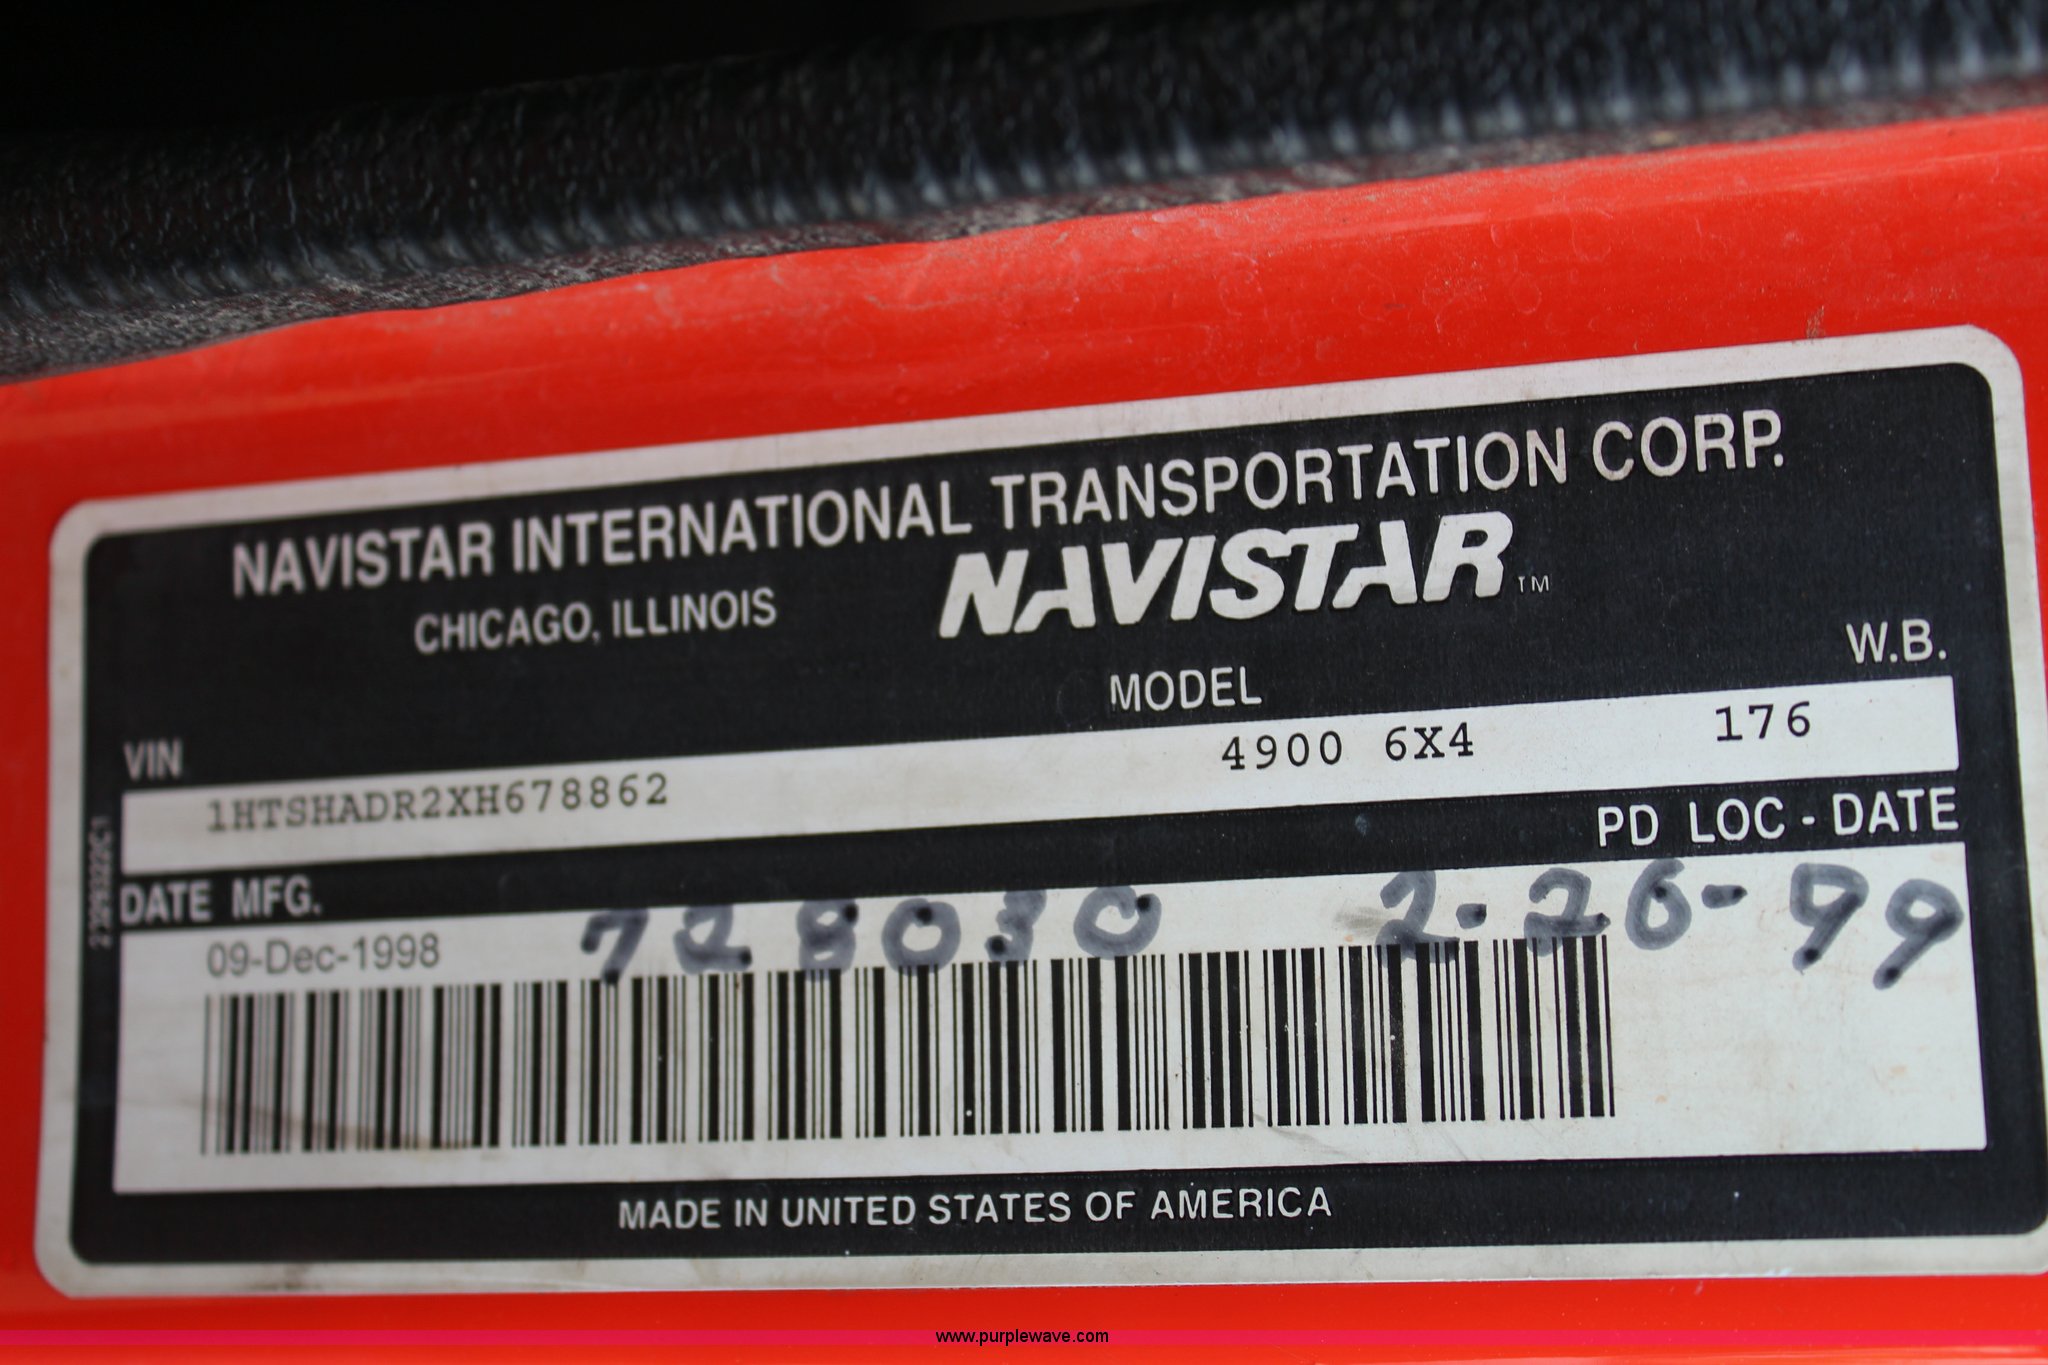 NAVISTAR INTERNATIONAL TRANSPORTATION CORP.
CHICAGO, ILLINOIS
NAVISTAR™
VIN MODEL W.B.
1HTSHADR2XH678862 4900 6X4 176
DATE MFG. PD LOC - DATE
09-Dec-1998 728030 2-26-99
MADE IN UNITED STATES OF AMERICA
www.purplewave.com